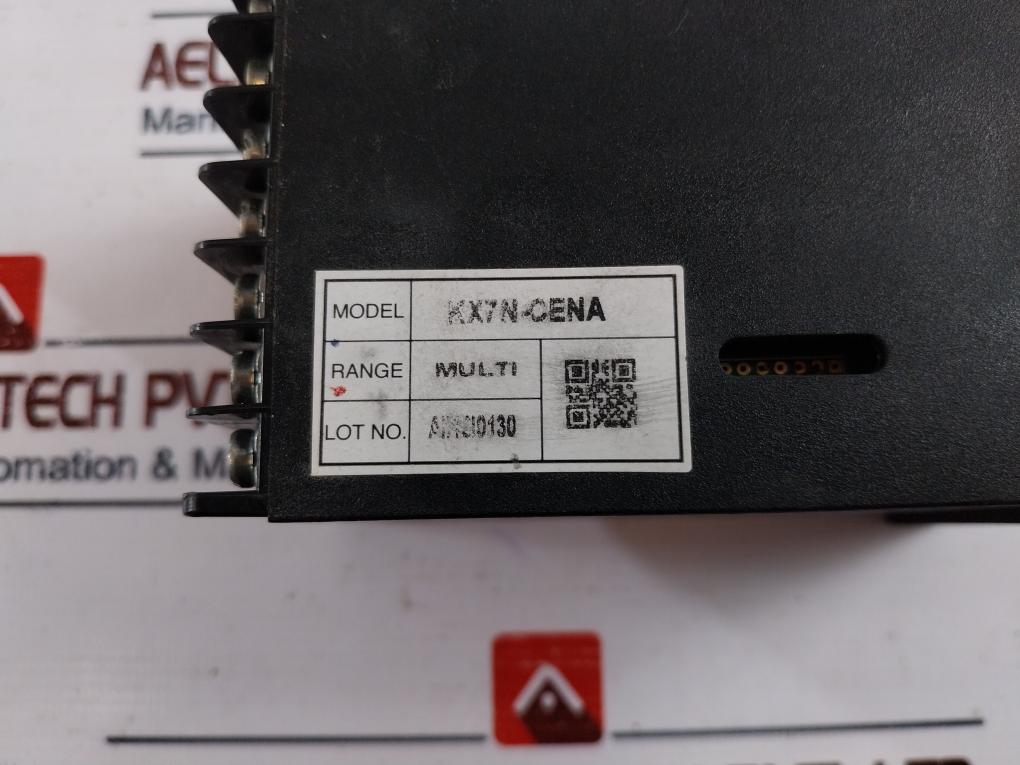 AEL
Man
MODEL KX7N-CENA
RANGE MULTI
LOT NO.
TECH PV
omation & M